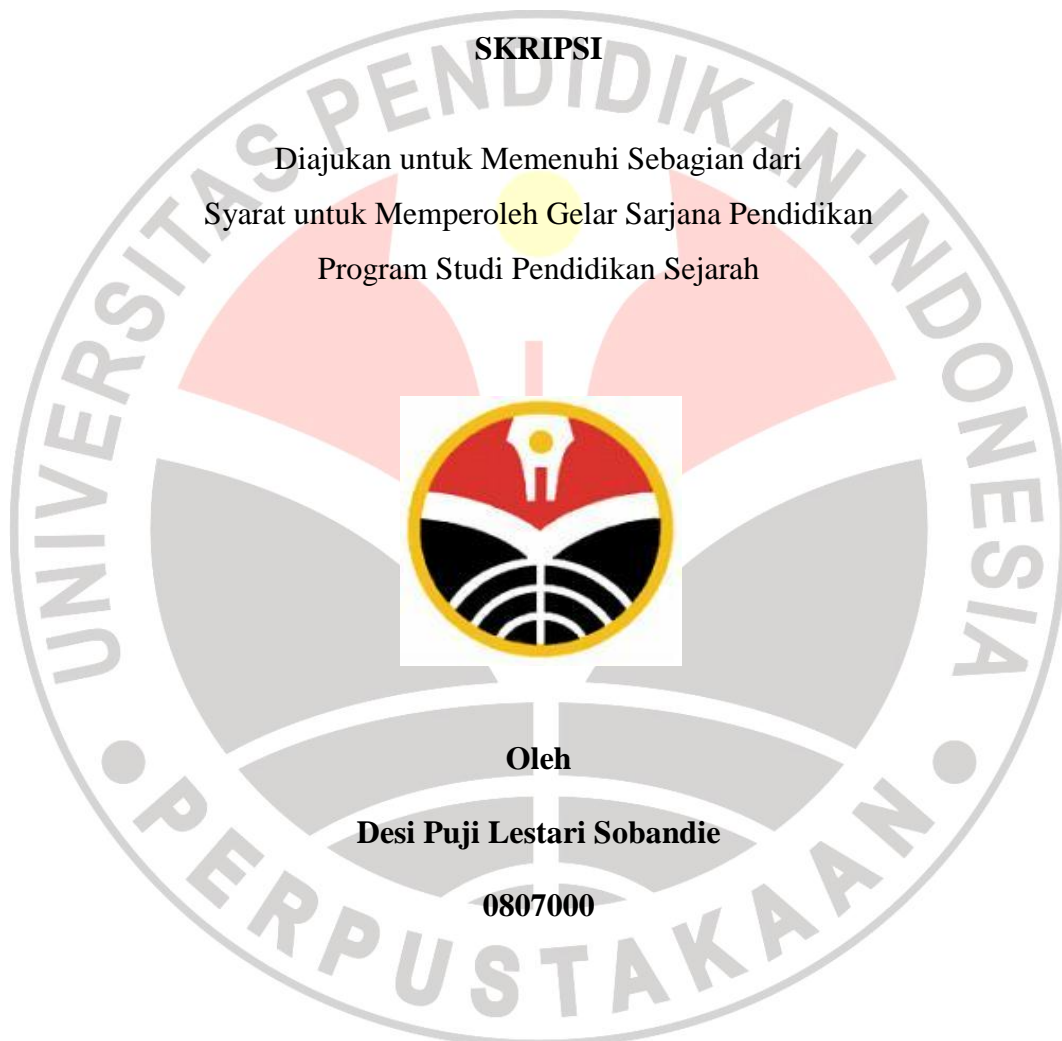 SKRIPSI
Diajukan untuk Memenuhi Sebagian dari
Syarat untuk Memperoleh Gelar Sarjana Pendidikan
Program Studi Pendidikan Sejarah
Oleh
Desi Puji Lestari Sobandie
0807000
UNIVERSITAS PENDIDIKAN INDONESIA
PERPUSTAKAAN